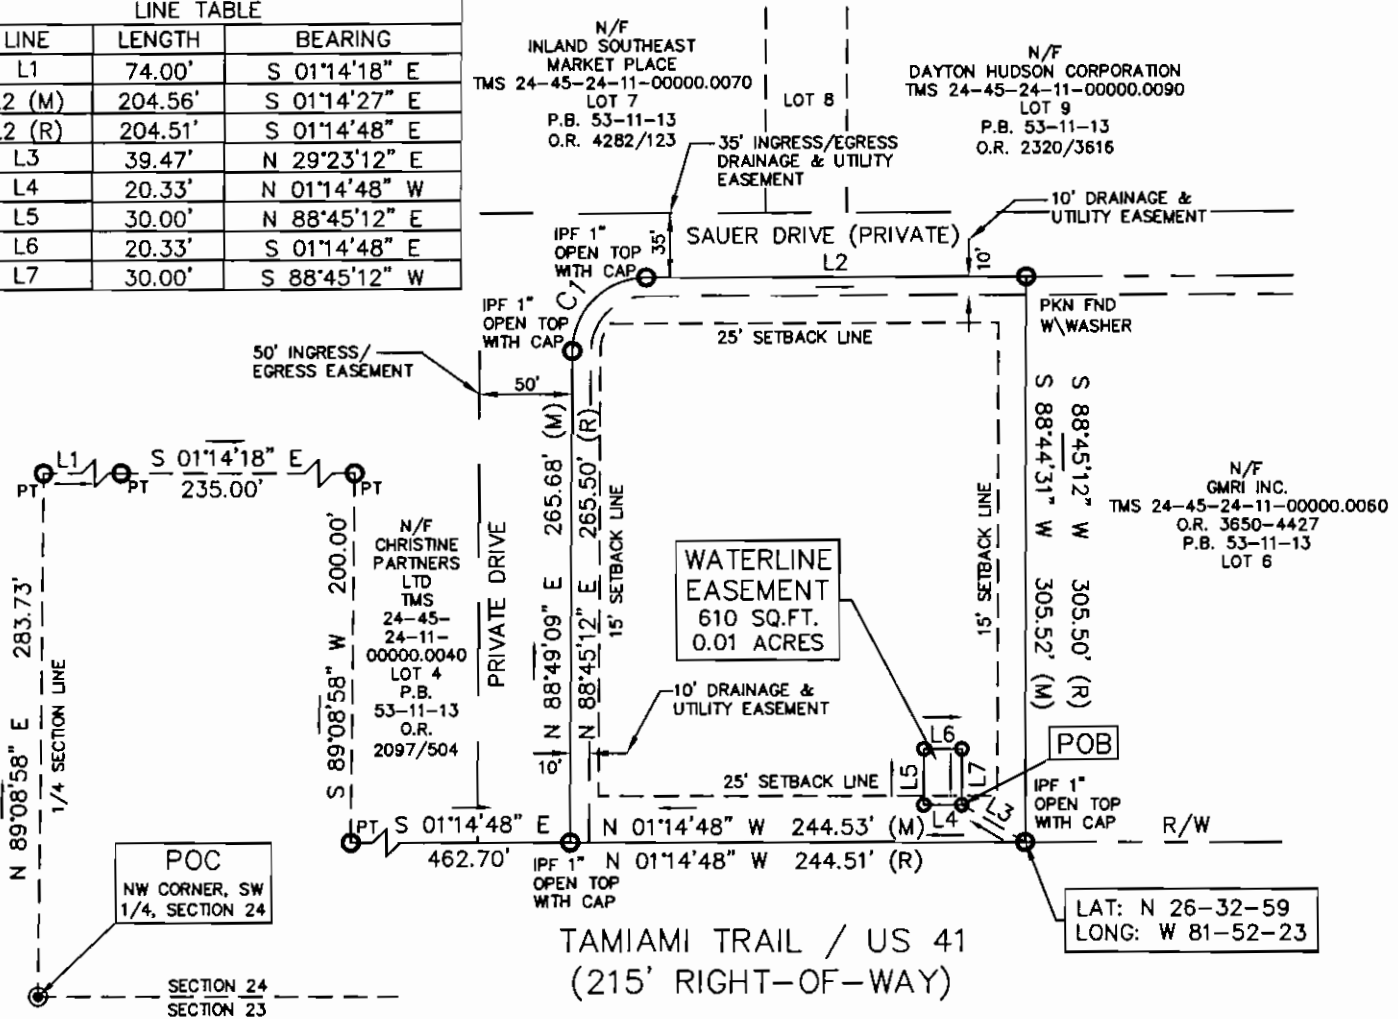 LINE TABLE
LINE LENGTH BEARING
L1 74.00' S 01°14'18" E
L2 (M) 204.56' S 01°14'27" E
L2 (R) 204.51' S 01°14'48" E
L3 39.47' N 29°23'12" E
L4 20.33' N 01°14'48" W
L5 30.00' N 88°45'12" E
L6 20.33' S 01°14'48" E
L7 30.00' S 88°45'12" W
N/F
INLAND SOUTHEAST
MARKET PLACE
TMS 24-45-24-11-00000.0070
LOT 7
P.B. 53-11-13
O.R. 4282/123
LOT 8
N/F
DAYTON HUDSON CORPORATION
TMS 24-45-24-11-00000.0090
LOT 9
P.B. 53-11-13
O.R. 2320/3616
35' INGRESS/EGRESS
DRAINAGE & UTILITY
EASEMENT
10' DRAINAGE &
UTILITY EASEMENT
IPF 1"
OPEN TOP
WITH CAP
35'
SAUER DRIVE (PRIVATE)
L2
10'
C1
IPF 1"
OPEN TOP
WITH CAP
PKN FND
W\WASHER
25' SETBACK LINE
50' INGRESS/
EGRESS EASEMENT
50'
L1
PT
PT
S 01°14'18" E
235.00'
PT
N 89°08'58" E 283.73'
1/4 SECTION LINE
S 89°08'58" W 200.00'
N/F
CHRISTINE
PARTNERS
LTD
TMS
24-45-
24-11-
00000.0040
LOT 4
P.B.
53-11-13
O.R.
2097/504
PRIVATE DRIVE
N 88°49'09" E 265.68' (M)
N 88°45'12" E 265.50' (R)
15' SETBACK LINE
WATERLINE
EASEMENT
610 SQ.FT.
0.01 ACRES
15' SETBACK LINE
S 88°45'12" W 305.50' (R)
S 88°44'31" W 305.52' (M)
N/F
GMRI INC.
TMS 24-45-24-11-00000.0060
O.R. 3650-4427
P.B. 53-11-13
LOT 6
10' DRAINAGE &
UTILITY EASEMENT
10'
25' SETBACK LINE
L6
L5
L7
L4
L3
POB
IPF 1"
OPEN TOP
WITH CAP
R/W
PT
S 01°14'48" E
462.70'
N 01°14'48" W 244.53' (M)
N 01°14'48" W 244.51' (R)
IPF 1"
OPEN TOP
WITH CAP
POC
NW CORNER, SW
1/4, SECTION 24
LAT: N 26-32-59
LONG: W 81-52-23
TAMIAMI TRAIL / US 41
(215' RIGHT-OF-WAY)
SECTION 24
SECTION 23